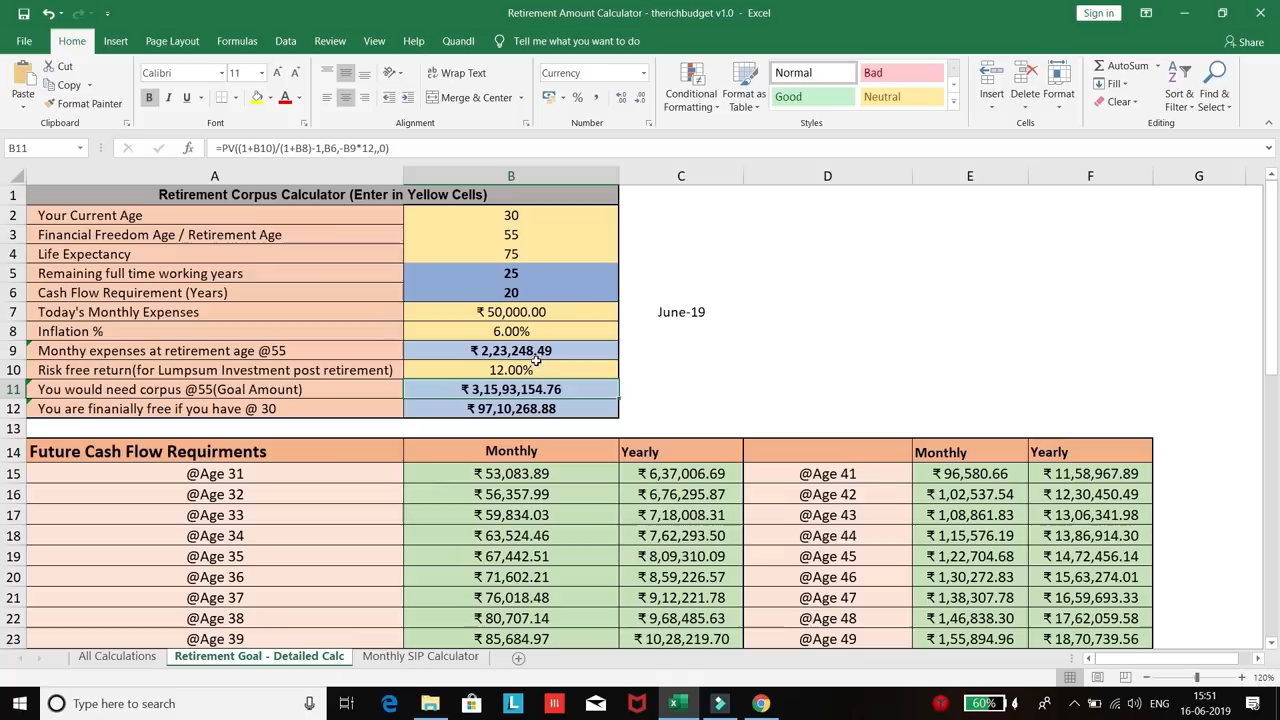 Retirement Amount Calculator - therichbudget v1.0 - Excel
Sign in
File Home Insert Page Layout Formulas Data Review View Help Quandl Tell me what you want to do Share
Paste
Cut
Copy
Format Painter
Clipboard
Calibri 11
B I U
Font
Wrap Text
Merge & Center
Alignment
Currency
Number
Conditional Formatting
Format as Table
Normal Bad
Good Neutral
Styles
Insert Delete Format
Cells
AutoSum
Fill
Clear
Sort & Filter
Find & Select
Editing
B11 fx =PV((1+B10)/(1+B8)-1,B6,-B9*12,,0)
A B C D E F G
1 Retirement Corpus Calculator (Enter in Yellow Cells)
2 Your Current Age 30
3 Financial Freedom Age / Retirement Age 55
4 Life Expectancy 75
5 Remaining full time working years 25
6 Cash Flow Requirement (Years) 20
7 Today's Monthly Expenses ₹ 50,000.00 June-19
8 Inflation % 6.00%
9 Monthy expenses at retirement age @55 ₹ 2,23,248.49
10 Risk free return(for Lumpsum Investment post retirement) 12.00%
11 You would need corpus @55(Goal Amount) ₹ 3,15,93,154.76
12 You are finanially free if you have @ 30 ₹ 97,10,268.88
13
14 Future Cash Flow Requirments Monthly Yearly Monthly Yearly
15 @Age 31 ₹ 53,083.89 ₹ 6,37,006.69 @Age 41 ₹ 96,580.66 ₹ 11,58,967.89
16 @Age 32 ₹ 56,357.99 ₹ 6,76,295.87 @Age 42 ₹ 1,02,537.54 ₹ 12,30,450.49
17 @Age 33 ₹ 59,834.03 ₹ 7,18,008.31 @Age 43 ₹ 1,08,861.83 ₹ 13,06,341.98
18 @Age 34 ₹ 63,524.46 ₹ 7,62,293.50 @Age 44 ₹ 1,15,576.19 ₹ 13,86,914.30
19 @Age 35 ₹ 67,442.51 ₹ 8,09,310.09 @Age 45 ₹ 1,22,704.68 ₹ 14,72,456.14
20 @Age 36 ₹ 71,602.21 ₹ 8,59,226.57 @Age 46 ₹ 1,30,272.83 ₹ 15,63,274.01
21 @Age 37 ₹ 76,018.48 ₹ 9,12,221.78 @Age 47 ₹ 1,38,307.78 ₹ 16,59,693.33
22 @Age 38 ₹ 80,707.14 ₹ 9,68,485.63 @Age 48 ₹ 1,46,838.30 ₹ 17,62,059.58
23 @Age 39 ₹ 85,684.97 ₹ 10,28,219.70 @Age 49 ₹ 1,55,894.96 ₹ 18,70,739.56
All Calculations Retirement Goal - Detailed Calc Monthly SIP Calculator
120%
Type here to search
60%
ENG
15:51
16-06-2019